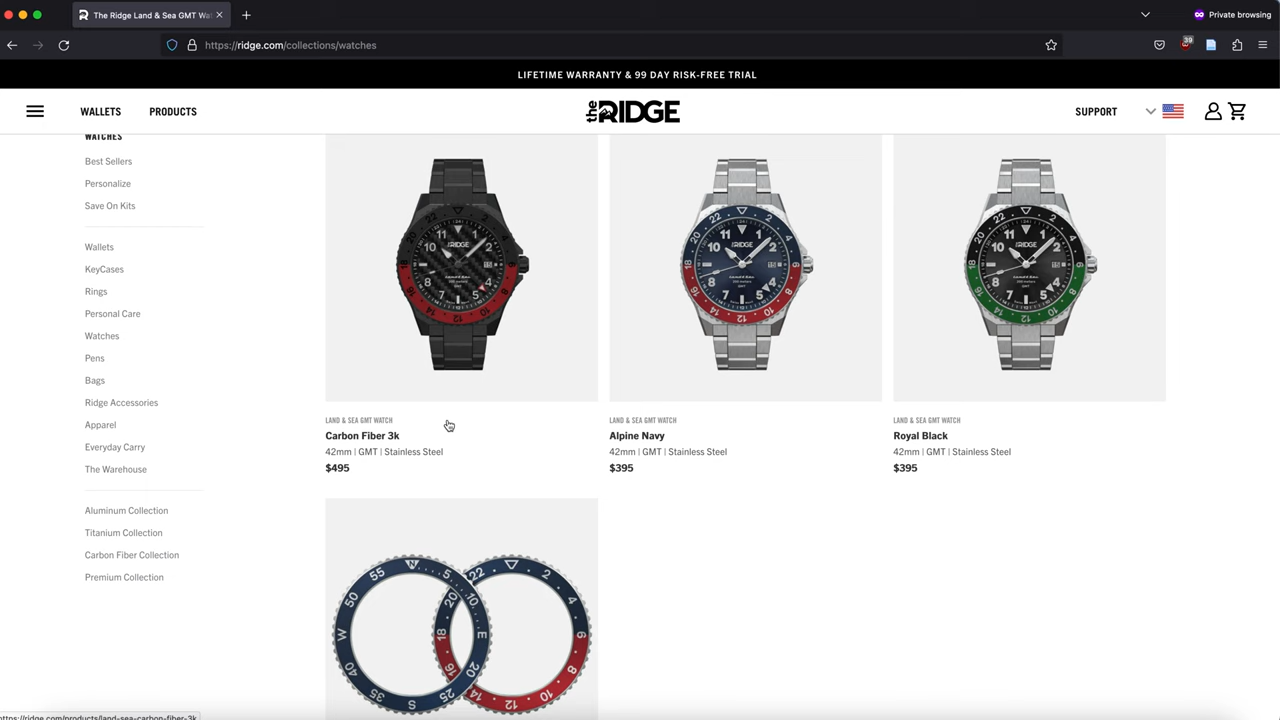 The Ridge Land & Sea GMT Wa
Private browsing
https://ridge.com/collections/watches
39
LIFETIME WARRANTY & 99 DAY RISK-FREE TRIAL
WALLETS
PRODUCTS
the RIDGE
SUPPORT
WATCHES
Best Sellers
Personalize
Save On Kits
Wallets
KeyCases
Rings
Personal Care
Watches
Pens
Bags
Ridge Accessories
Apparel
Everyday Carry
The Warehouse
Aluminum Collection
Titanium Collection
Carbon Fiber Collection
Premium Collection
LAND & SEA GMT WATCH
Carbon Fiber 3k
42mm | GMT | Stainless Steel
$495
LAND & SEA GMT WATCH
Alpine Navy
42mm | GMT | Stainless Steel
$395
LAND & SEA GMT WATCH
Royal Black
42mm | GMT | Stainless Steel
$395
https://ridge.com/products/land-sea-carbon-fiber-3k